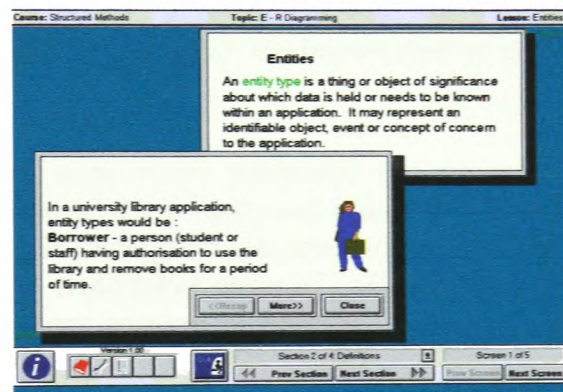 Course: Structured Methods Topic: E - R Diagramming Lesson: Entities
Entities
An entity type is a thing or object of significance
about which data is held or needs to be known
within an application. It may represent an
identifiable object, event or concept of concern
to the application.
In a university library application,
entity types would be :
Borrower - a person (student or
staff) having authorisation to use the
library and remove books for a period
of time.
<<Recap More>> Close
Version 1.00
Section 2 of 4: Definitions Screen 1 of 5
Prev Section Next Section Prev Screen Next Screen